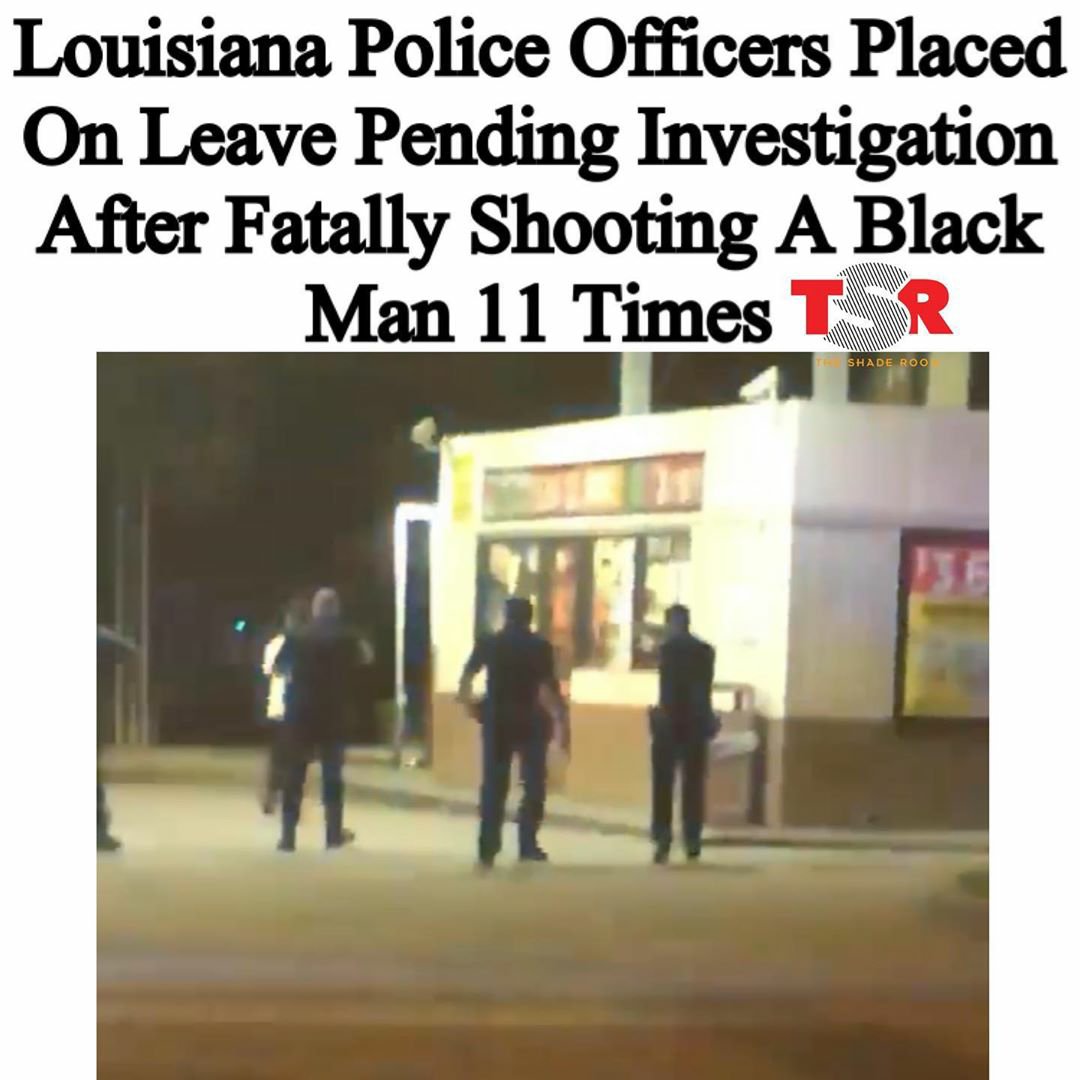 Louisiana Police Officers Placed
On Leave Pending Investigation
After Fatally Shooting A Black
Man 11 Times
TSR
THE SHADE ROOM